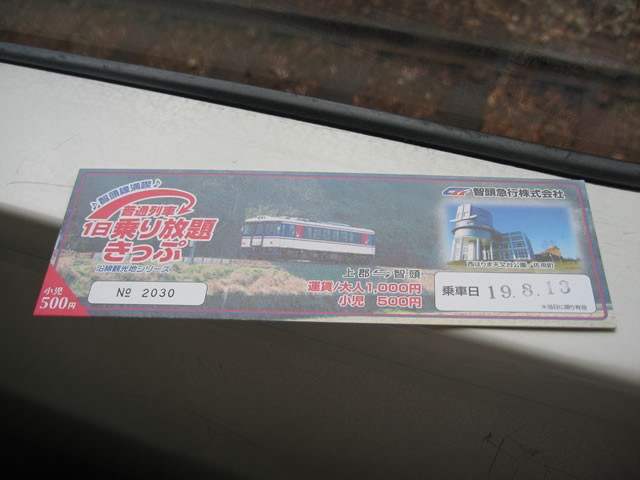 ♪智頭線満喫♪
普通列車
1日乗り放題
きっぷ
沿線観光地シリーズ
小児
500円
№ 2030
上郡⇆智頭
運賃/大人1,000円
小児 500円
智頭急行株式会社
西はりま天文台公園 佐用町
乗車日 19.8.13
※当日に限り有効